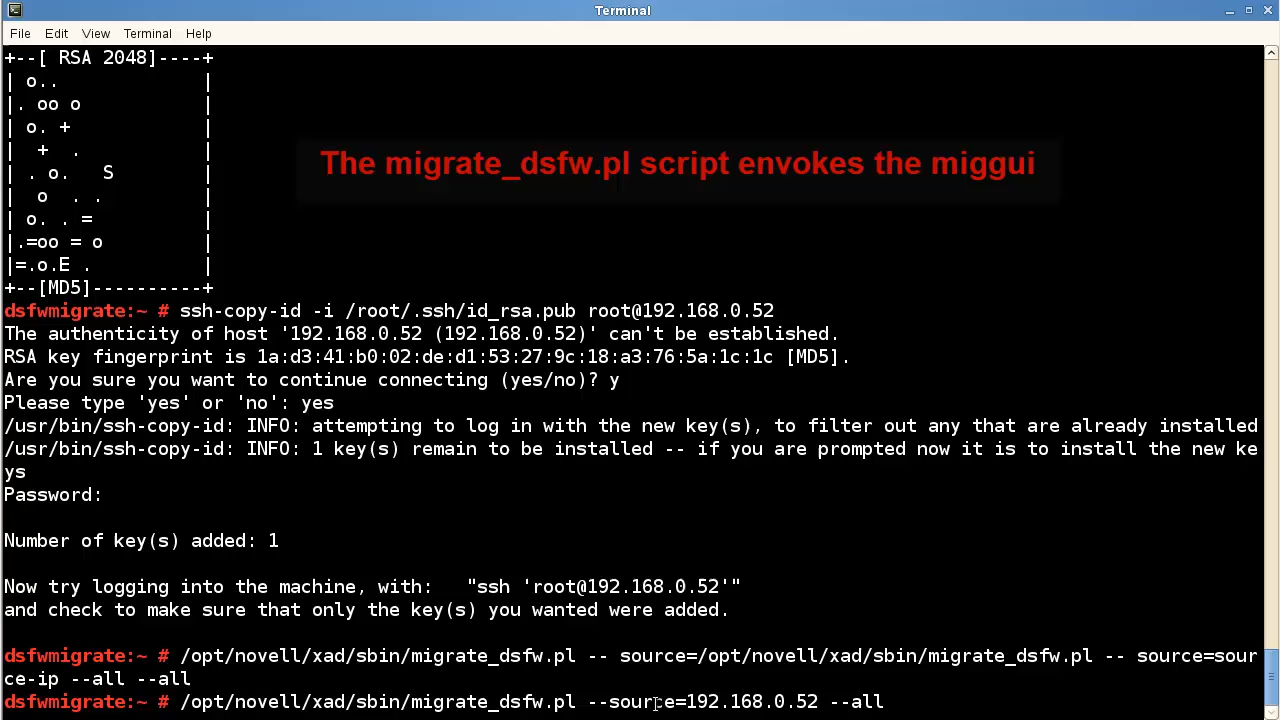 Terminal
File Edit View Terminal Help
+--[ RSA 2048]----+
| o..             |
|. oo o           |
| o. +            |
|  + .            |
| . o.   S        |
|  o  . .         |
| o. . =          |
|.=oo = o         |
|=.o.E .          |
+--[MD5]----------+
The migrate_dsfw.pl script envokes the miggui
dsfwmigrate:~ # ssh-copy-id -i /root/.ssh/id_rsa.pub root@192.168.0.52
The authenticity of host '192.168.0.52 (192.168.0.52)' can't be established.
RSA key fingerprint is 1a:d3:41:b0:02:de:d1:53:27:9c:18:a3:76:5a:1c:1c [MD5].
Are you sure you want to continue connecting (yes/no)? y
Please type 'yes' or 'no': yes
/usr/bin/ssh-copy-id: INFO: attempting to log in with the new key(s), to filter out any that are already installed
/usr/bin/ssh-copy-id: INFO: 1 key(s) remain to be installed -- if you are prompted now it is to install the new ke
ys
Password:
Number of key(s) added: 1
Now try logging into the machine, with:   "ssh 'root@192.168.0.52'"
and check to make sure that only the key(s) you wanted were added.
dsfwmigrate:~ # /opt/novell/xad/sbin/migrate_dsfw.pl -- source=/opt/novell/xad/sbin/migrate_dsfw.pl -- source=sour
ce-ip --all --all
dsfwmigrate:~ # /opt/novell/xad/sbin/migrate_dsfw.pl --source=192.168.0.52 --all